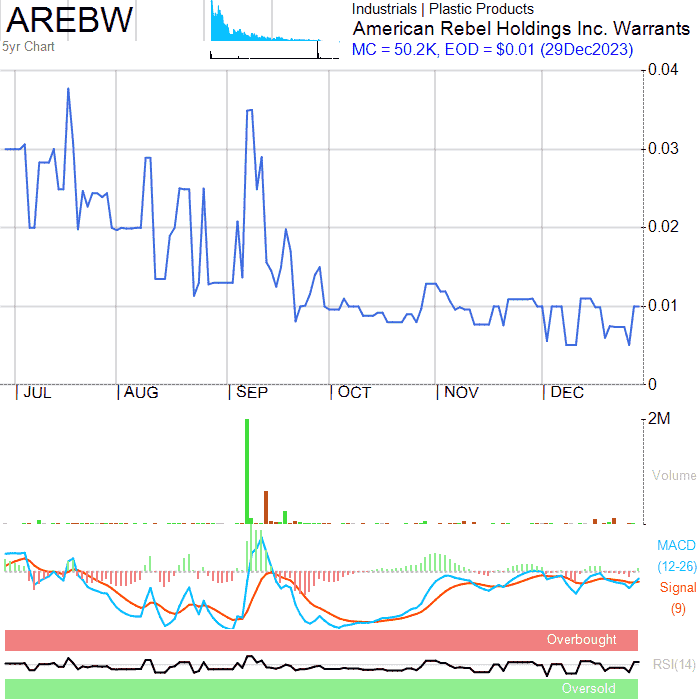 AREBW
5yr Chart
Industrials | Plastic Products
American Rebel Holdings Inc. Warrants
MC = 50.2K, EOD = $0.01 (29Dec2023)
0.04
0.03
0.02
0.01
0
| JUL | AUG | SEP | OCT | NOV | DEC
2M
Volume
MACD
(12-26)
Signal
(9)
Overbought
RSI(14)
Oversold